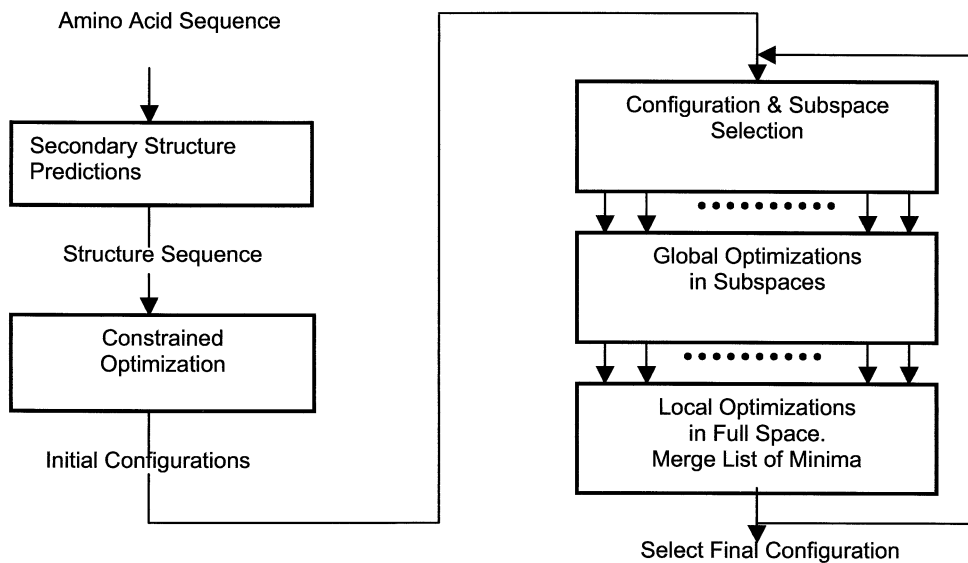 Amino Acid Sequence
Secondary Structure
Predictions
Structure Sequence
Constrained
Optimization
Initial Configurations
Configuration & Subspace
Selection
Global Optimizations
in Subspaces
Local Optimizations
in Full Space.
Merge List of Minima
Select Final Configuration